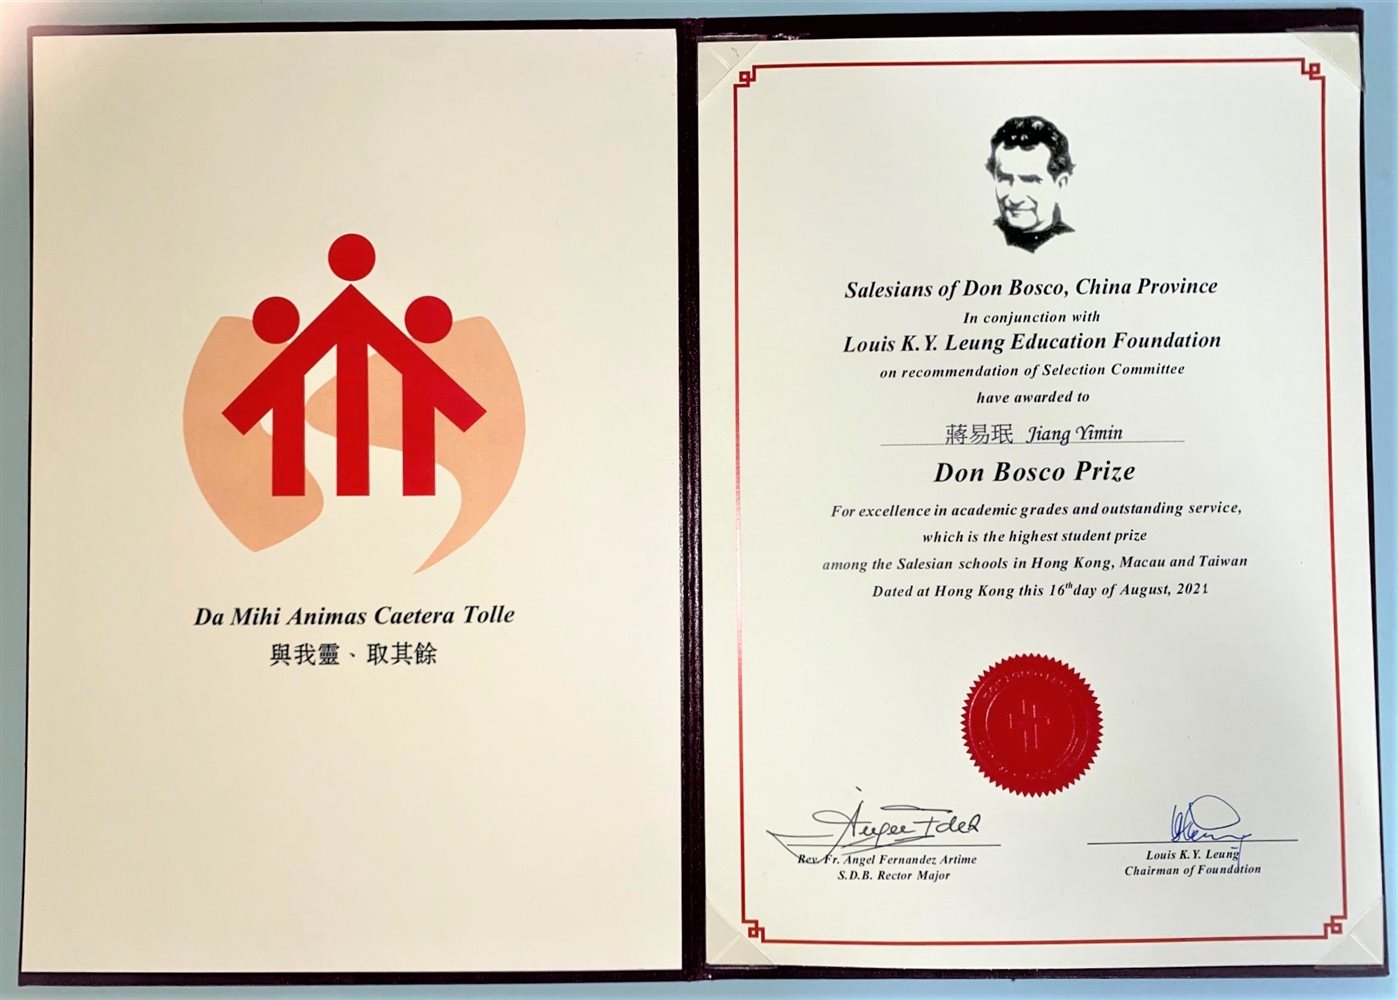 Da Mihi Animas Caetera Tolle
與我靈、取其餘
Salesians of Don Bosco, China Province
In conjunction with
Louis K.Y. Leung Education Foundation
on recommendation of Selection Committee
have awarded to
蔣易珉 Jiang Yimin
Don Bosco Prize
For excellence in academic grades and outstanding service,
which is the highest student prize
among the Salesian schools in Hong Kong, Macau and Taiwan
Dated at Hong Kong this 16th day of August, 2021
Rev. Fr. Angel Fernandez Artime
S.D.B. Rector Major
Louis K.Y. Leung
Chairman of Foundation